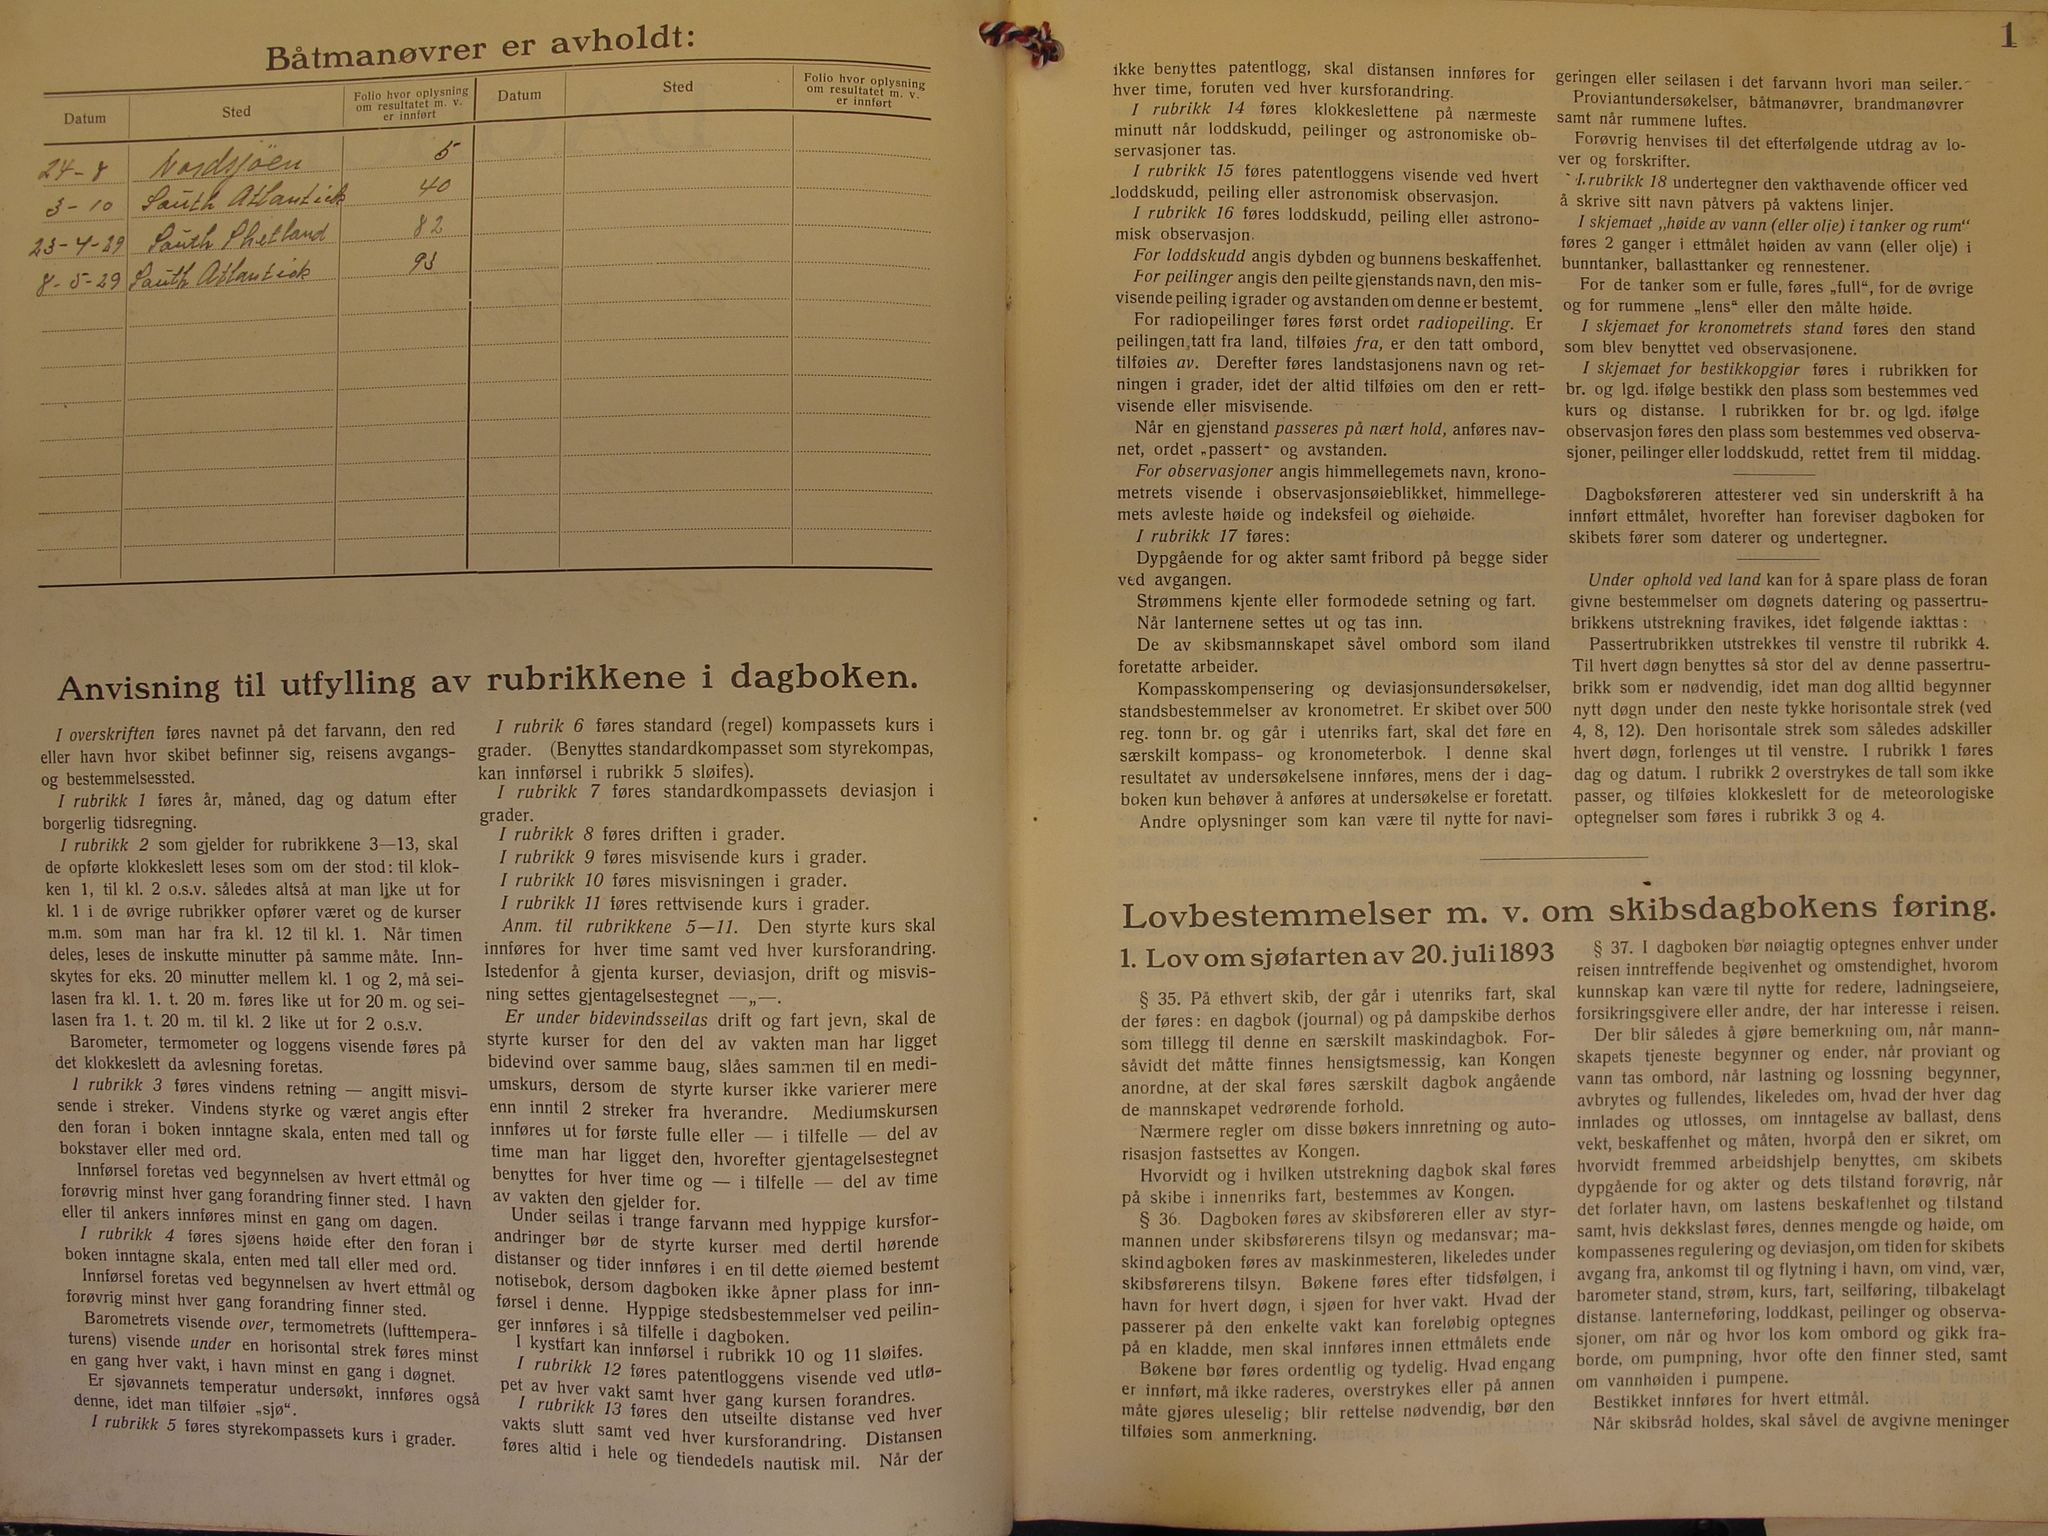 Båtmanøvrer er avholdt:
Datum
Sted
Folio hvor oplysning
om resultatet m. v.
er innført
Datum
Sted
Folio hvor oplysning
om resultatet m. v.
er innført
24-8 Nordsjöen 5
3-10 South Atlantick 40
23-4-29 South Shetland 82
8-5-29 South Atlantick 93
Anvisning til utfylling av rubrikkene i dagboken.
I overskriften føres navnet på det farvann, den red
eller havn hvor skibet befinner sig, reisens avgangs-
og bestemmelsessted.
I rubrikk 1 føres år, måned, dag og datum efter
borgerlig tidsregning.
I rubrikk 2 som gjelder for rubrikkene 3—13, skal
de opførte klokkeslett leses som om der stod: til klok-
ken 1, til kl. 2 o.s.v. således altså at man like ut for
kl. 1 i de øvrige rubrikker opfører været og de kurser
m.m. som man har fra kl. 12 til kl. 1. Når timen
deles, leses de inskutte minutter på samme måte. Inn-
skytes for eks. 20 minutter mellem kl. 1 og 2, må sei-
lasen fra kl. 1. t. 20 m. føres like ut for 20 m. og sei-
lasen fra 1. t. 20 m. til kl. 2 like ut for 2 o.s.v.
Barometer, termometer og loggens visende føres på
det klokkeslett da avlesning foretas.
I rubrikk 3 føres vindens retning — angitt misvi-
sende i streker. Vindens styrke og været angis efter
den foran i boken inntagne skala, enten med tall og
bokstaver eller med ord.
Innførsel foretas ved begynnelsen av hvert ettmål og
forøvrig minst hver gang forandring finner sted. I havn
eller til ankers innføres minst en gang om dagen.
I rubrikk 4 føres sjøens høide efter den foran i
boken inntagne skala, enten med tall eller med ord.
Innførsel foretas ved begynnelsen av hvert ettmål og
forøvrig minst hver gang forandring finner sted.
Barometrets visende over, termometrets (lufttempera-
turens) visende under en horisontal strek føres minst
en gang hver vakt, i havn minst en gang i døgnet.
Er sjøvannets temperatur undersøkt, innføres også
denne, idet man tilføier „sjø“.
I rubrikk 5 føres styrekompassets kurs i grader.
I rubrik 6 føres standard (regel) kompassets kurs i
grader. (Benyttes standardkompasset som styrekompas,
kan innførsel i rubrikk 5 sløifes).
I rubrikk 7 føres standardkompassets deviasjon i
grader.
I rubrikk 8 føres driften i grader.
I rubrikk 9 føres misvisende kurs i grader.
I rubrikk 10 føres misvisningen i grader.
I rubrikk 11 føres rettvisende kurs i grader.
Anm. til rubrikkene 5—11. Den styrte kurs skal
innføres for hver time samt ved hver kursforandring.
Istedenfor å gjenta kurser, deviasjon, drift og misvis-
ning settes gjentagelsestegnet —„—.
Er under bidevindsseilas drift og fart jevn, skal de
styrte kurser for den del av vakten man har ligget
bidevind over samme baug, slåes sammen til en medi-
umskurs, dersom de styrte kurser ikke varierer mere
enn inntil 2 streker fra hverandre. Mediumskursen
innføres ut for første fulle eller — i tilfelle — del av
time man har ligget den, hvorefter gjentagelsestegnet
benyttes for hver time og — i tilfelle — del av time
av vakten den gjelder for.
Under seilas i trange farvann med hyppige kursfor-
andringer bør de styrte kurser med dertil hørende
distanser og tider innføres i en til dette øiemed bestemt
notisebok, dersom dagboken ikke åpner plass for inn-
førsel i denne. Hyppige stedsbestemmelser ved peilin-
ger innføres i så tilfelle i dagboken.
I kystfart kan innførsel i rubrikk 10 og 11 sløifes.
I rubrikk 12 føres patentloggens visende ved utlø-
pet av hver vakt samt hver gang kursen forandres.
I rubrikk 13 føres den utseilte distanse ved hver
vakts slutt samt ved hver kursforandring. Distansen
føres altid i hele og tiendedels nautisk mil. Når der
1
ikke benyttes patentlogg, skal distansen innføres for
hver time, foruten ved hver kursforandring.
I rubrikk 14 føres klokkeslettene på nærmeste
minutt når loddskudd, peilinger og astronomiske ob-
servasjoner tas.
I rubrikk 15 føres patentloggens visende ved hvert
loddskudd, peiling eller astronomisk observasjon.
I rubrikk 16 føres loddskudd, peiling eller astrono-
misk observasjon.
For loddskudd angis dybden og bunnens beskaffenhet.
For peilinger angis den peilte gjenstands navn, den mis-
visende peiling i grader og avstanden om denne er bestemt.
For radiopeilinger føres først ordet radiopeiling. Er
peilingen tatt fra land, tilføies fra, er den tatt ombord,
tilføies av. Derefter føres landstasjonens navn og ret-
ningen i grader, idet der altid tilføies om den er rett-
visende eller misvisende.
Når en gjenstand passeres på nært hold, anføres nav-
net, ordet „passert“ og avstanden.
For observasjoner angis himmellegemets navn, krono-
metrets visende i observasjonsøieblikket, himmellege-
mets avleste høide og indeksfeil og øiehøide.
I rubrikk 17 føres:
Dypgående for og akter samt fribord på begge sider
ved avgangen.
Strømmens kjente eller formodede setning og fart.
Når lanternene settes ut og tas inn.
De av skibsmannskapet såvel ombord som iland
foretatte arbeider.
Kompasskompensering og deviasjonsundersøkelser,
standsbestemmelser av kronometret. Er skibet over 500
reg. tonn br. og går i utenriks fart, skal det føre en
særskilt kompass- og kronometerbok. I denne skal
resultatet av undersøkelsene innføres, mens der i dag-
boken kun behøver å anføres at undersøkelse er foretatt.
Andre oplysninger som kan være til nytte for navi-
geringen eller seilasen i det farvann hvori man seiler.
Proviantundersøkelser, båtmanøvrer, brandmanøvrer
samt når rummene luftes.
Forøvrig henvises til det efterfølgende utdrag av lo-
ver og forskrifter.
I rubrikk 18 undertegner den vakthavende officer ved
å skrive sitt navn påtvers på vaktens linjer.
I skjemaet „høide av vann (eller olje) i tanker og rum“
føres 2 ganger i ettmålet høiden av vann (eller olje) i
bunntanker, ballasttanker og rennestener.
For de tanker som er fulle, føres „full“, for de øvrige
og for rummene „lens“ eller den målte høide.
I skjemaet for kronometrets stand føres den stand
som blev benyttet ved observasjonene.
I skjemaet for bestikkopgjør føres i rubrikken for
br. og lgd. ifølge bestikk den plass som bestemmes ved
kurs og distanse. I rubrikken for br. og lgd. ifølge
observasjon føres den plass som bestemmes ved observa-
sjoner, peilinger eller loddskudd, rettet frem til middag.
Dagboksføreren attesterer ved sin underskrift å ha
innført ettmålet, hvorefter han foreviser dagboken for
skibets fører som daterer og undertegner.
Under ophold ved land kan for å spare plass de foran
givne bestemmelser om døgnets datering og passertru-
brikkens utstrekning fravikes, idet følgende iakttas:
Passertrubrikken utstrekkes til venstre til rubrikk 4.
Til hvert døgn benyttes så stor del av denne passertru-
brikk som er nødvendig, idet man dog alltid begynner
nytt døgn under den neste tykke horisontale strek (ved
4, 8, 12). Den horisontale strek som således adskiller
hvert døgn, forlenges ut til venstre. I rubrikk 1 føres
dag og datum. I rubrikk 2 overstrykes de tall som ikke
passer, og tilføies klokkeslett for de meteorologiske
optegnelser som føres i rubrikk 3 og 4.
Lovbestemmelser m. v. om skibsdagbokens føring.
1. Lov om sjøfarten av 20. juli 1893
§ 35. På ethvert skib, der går i utenriks fart, skal
der føres: en dagbok (journal) og på dampskibe derhos
som tillegg til denne en særskilt maskindagbok. For-
såvidt det måtte finnes hensigtsmessig, kan Kongen
anordne, at der skal føres særskilt dagbok angående
de mannskapet vedrørende forhold.
Nærmere regler om disse bøkers innretning og auto-
risasjon fastsettes av Kongen.
Hvorvidt og i hvilken utstrekning dagbok skal føres
på skibe i innenriks fart, bestemmes av Kongen.
§ 36. Dagboken føres av skibsføreren eller av styr-
mannen under skibsførerens tilsyn og medansvar; ma-
skindagboken føres av maskinmesteren, likeledes under
skibsførerens tilsyn. Bøkene føres efter tidsfølgen, i
havn for hvert døgn, i sjøen for hver vakt. Hvad der
passerer på den enkelte vakt kan foreløbig optegnes
på en kladde, men skal innføres innen ettmålets ende
Bøkene bør føres ordentlig og tydelig. Hvad engang
er innført, må ikke raderes, overstrykes eller på annen
måte gjøres uleselig; blir rettelse nødvendig, bør den
tilføies som anmerkning.
§ 37. I dagboken bør nøiagtig optegnes enhver under
reisen inntreffende begivenhet og omstendighet, hvorom
kunnskap kan være til nytte for redere, ladningseiere,
forsikringsgivere eller andre, der har interesse i reisen.
Der blir således å gjøre bemerkning om, når mann-
skapets tjeneste begynner og ender, når proviant og
vann tas ombord, når lastning og lossning begynner,
avbrytes og fullendes, likeledes om, hvad der hver dag
innlades og utlosses, om inntagelse av ballast, dens
vekt, beskaffenhet og måten, hvorpå den er sikret, om
hvorvidt fremmed arbeidshjelp benyttes, om skibets
dypgående for og akter og dets tilstand forøvrig, når
det forlater havn, om lastens beskaffenhet og tilstand
samt, hvis dekkslast føres, dennes mengde og høide, om
kompassenes regulering og deviasjon, om tiden for skibets
avgang fra, ankomst til og flytning i havn, om vind, vær,
barometer stand, strøm, kurs, fart, seilføring, tilbakelagt
distanse, lanterneføring, loddkast, peilinger og observa-
sjoner, om når og hvor los kom ombord og gikk fra-
borde, om pumpning, hvor ofte den finner sted, samt
om vannhøiden i pumpene.
Bestikket innføres for hvert ettmål.
Når skibsråd holdes, skal såvel de avgivne meninger